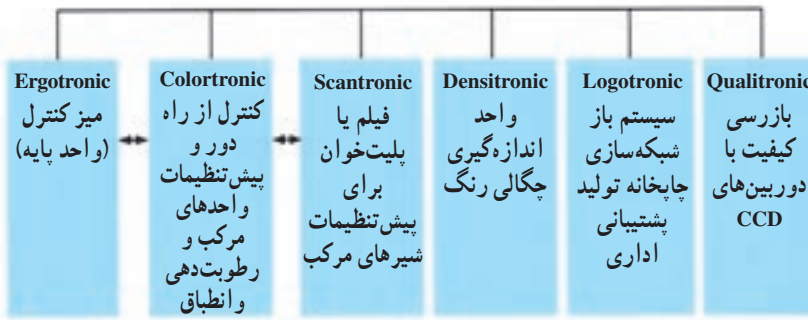 Ergotronic
میز کنترل
(واحد پایه)
Colortronic
کنترل از راه
دور و
پیش‌تنظیمات
واحدهای
مرکب و
رطوبت‌دهی
وانطباق
Scantronic
فیلم یا
پلیت‌خوان
برای
پیش‌تنظیمات
شیرهای مرکب
Densitronic
واحد
اندازه‌گیری
چگالی رنگ
Logotronic
سیستم باز
شبکه‌سازی
چاپخانه تولید
پشتیبانی
اداری
Qualitronic
بازرسی
کیفیت با
دوربین‌های
CCD